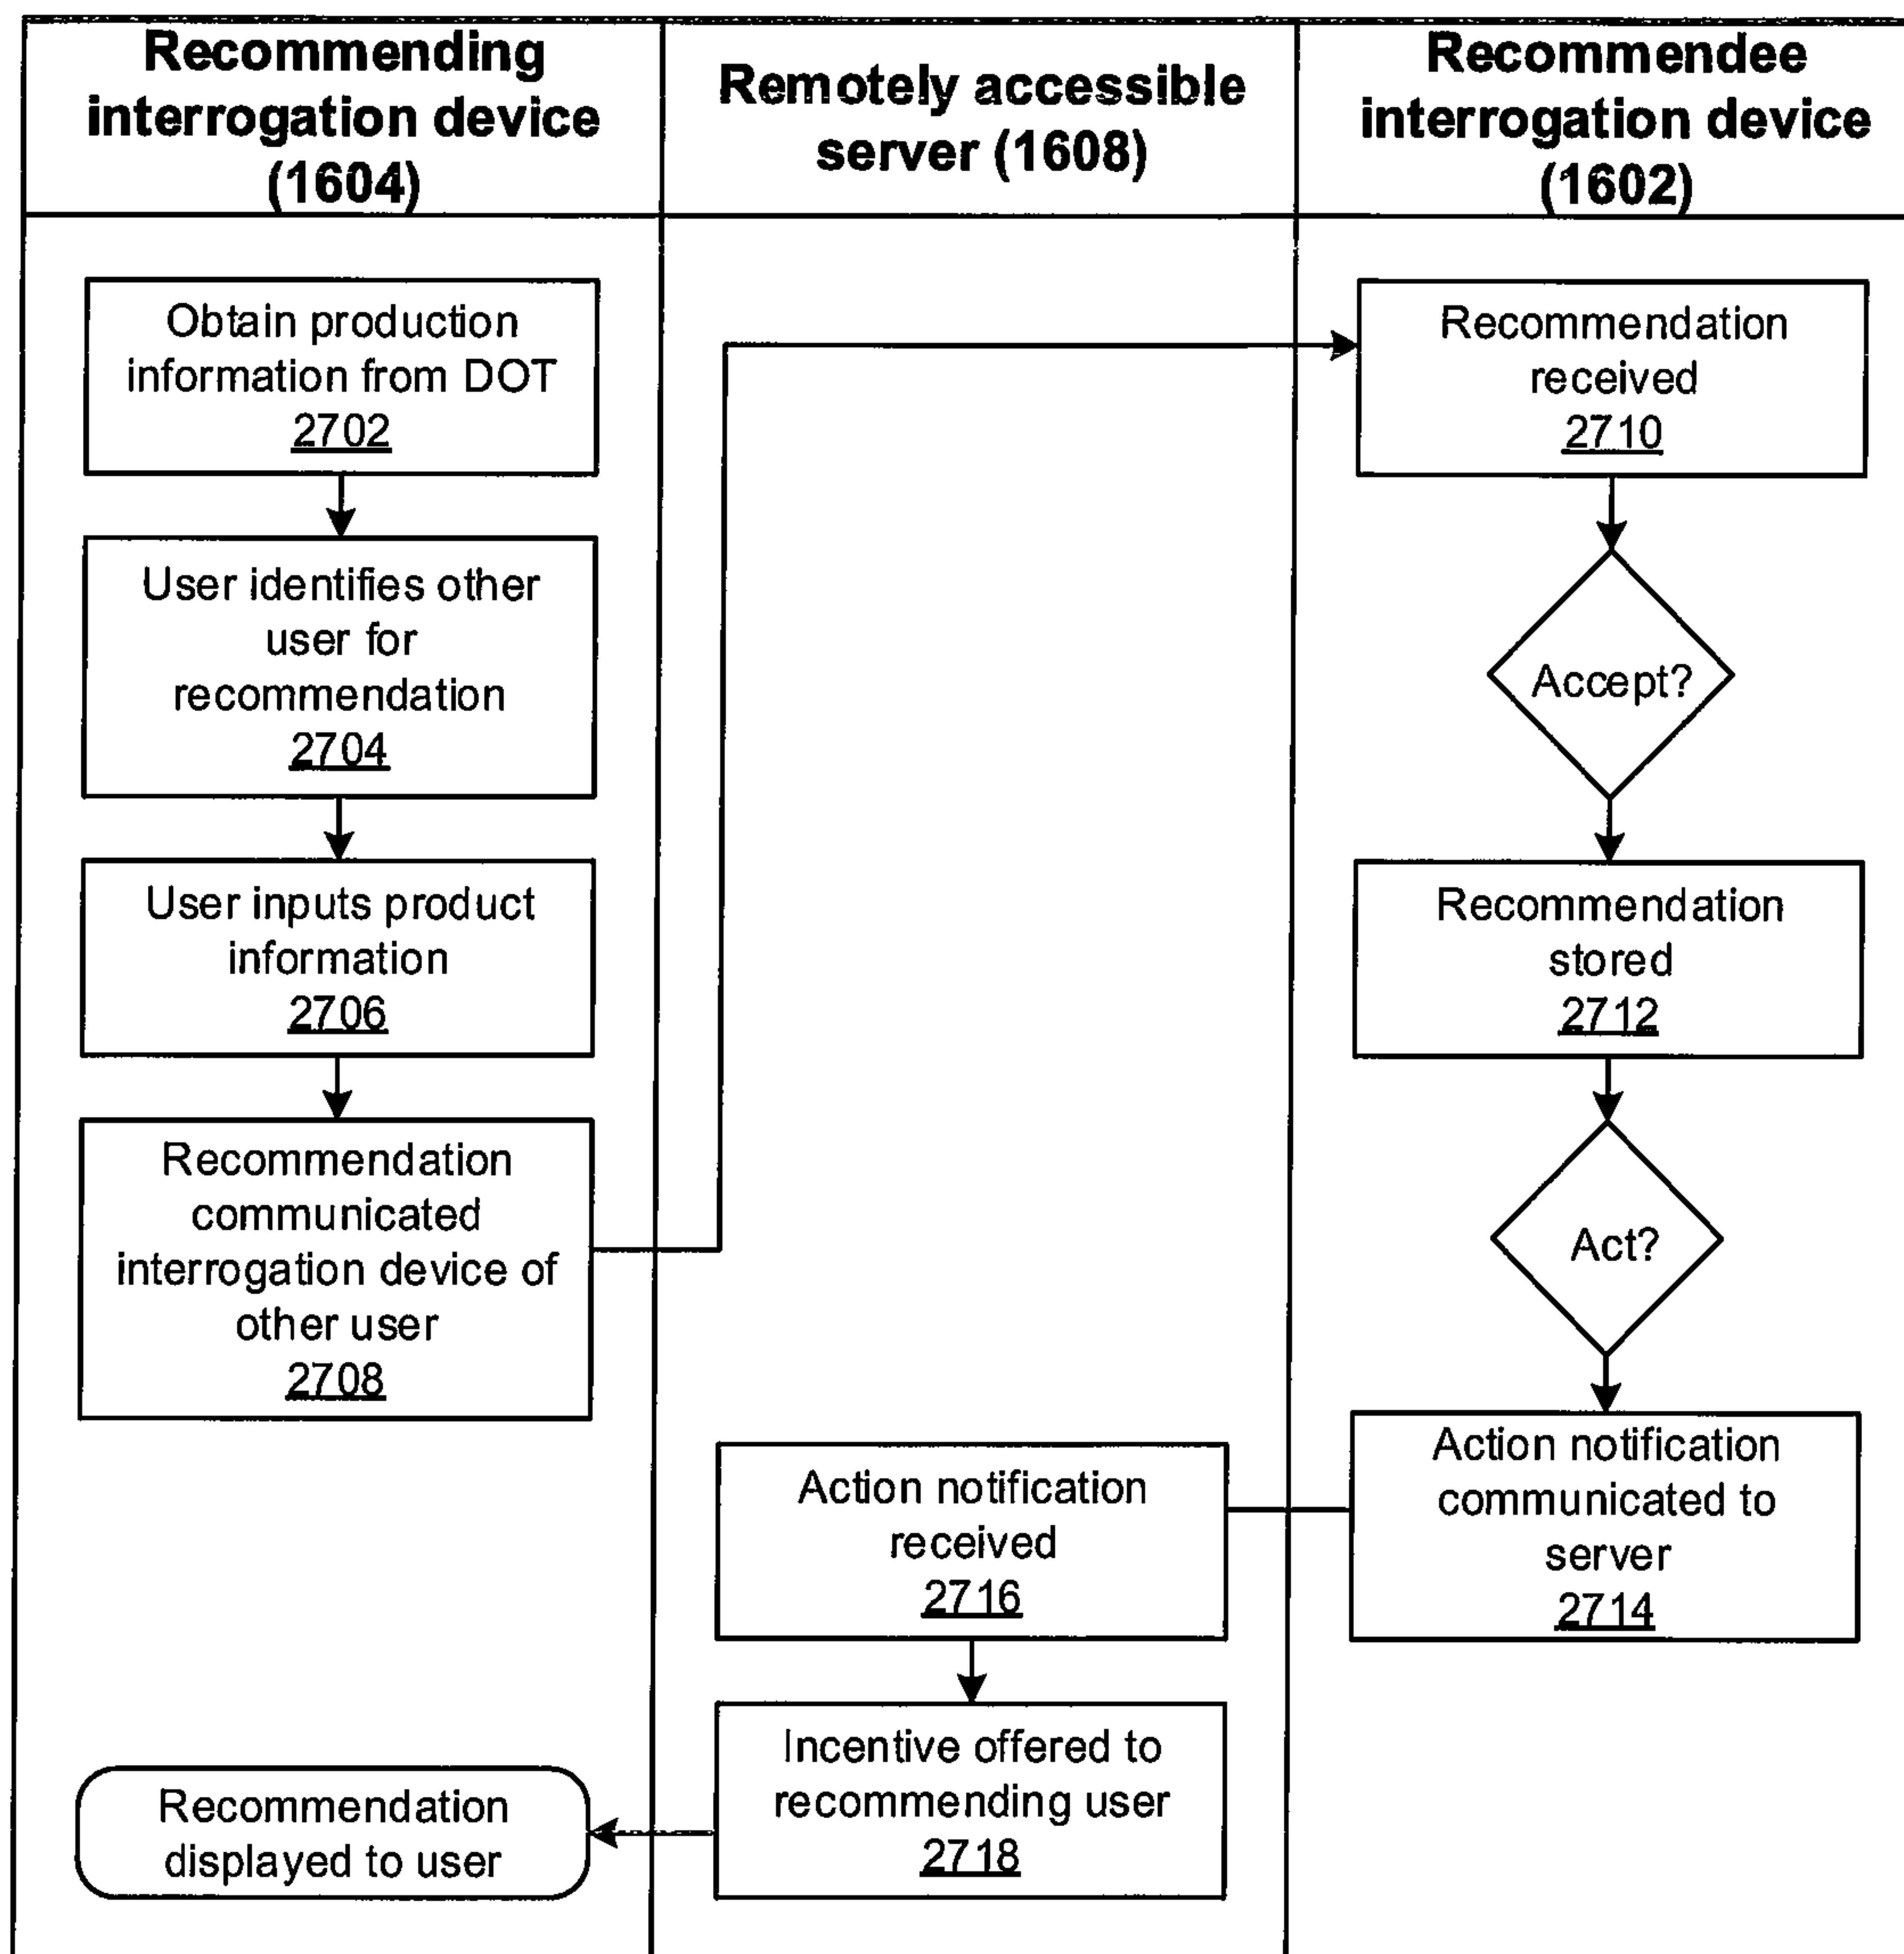 Recommending
interrogation device
(1604)
Remotely accessible
server (1608)
Recommendee
interrogation device
(1602)
Obtain production
information from DOT
2702
User identifies other
user for
recommendation
2704
User inputs product
information
2706
Recommendation
communicated
interrogation device of
other user
2708
Recommendation
received
2710
Accept?
Recommendation
stored
2712
Act?
Action notification
communicated to
server
2714
Action notification
received
2716
Incentive offered to
recommending user
2718
Recommendation
displayed to user